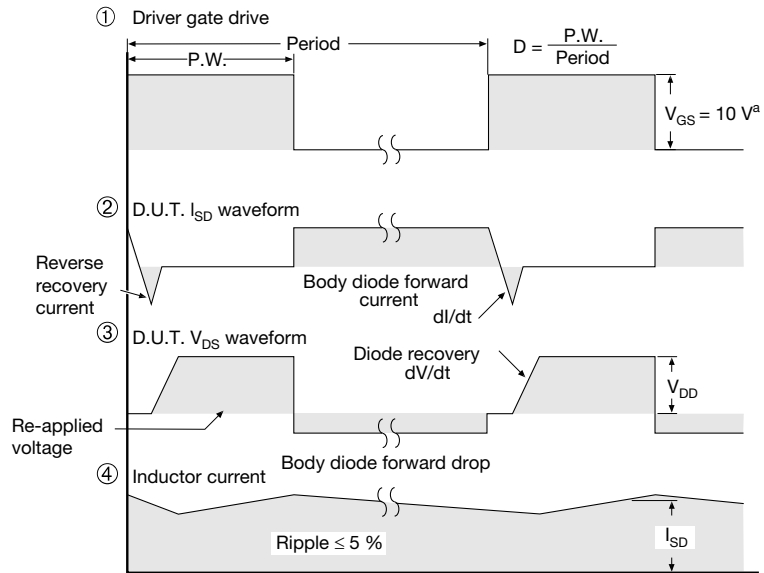 ① Driver gate drive
Period
P.W.
D = P.W. / Period
V_GS = 10 V^a
② D.U.T. I_SD waveform
Reverse
recovery
current
Body diode forward
current
dI/dt
③ D.U.T. V_DS waveform
Diode recovery
dV/dt
V_DD
Re-applied
voltage
Body diode forward drop
④ Inductor current
Ripple ≤ 5 %
I_SD